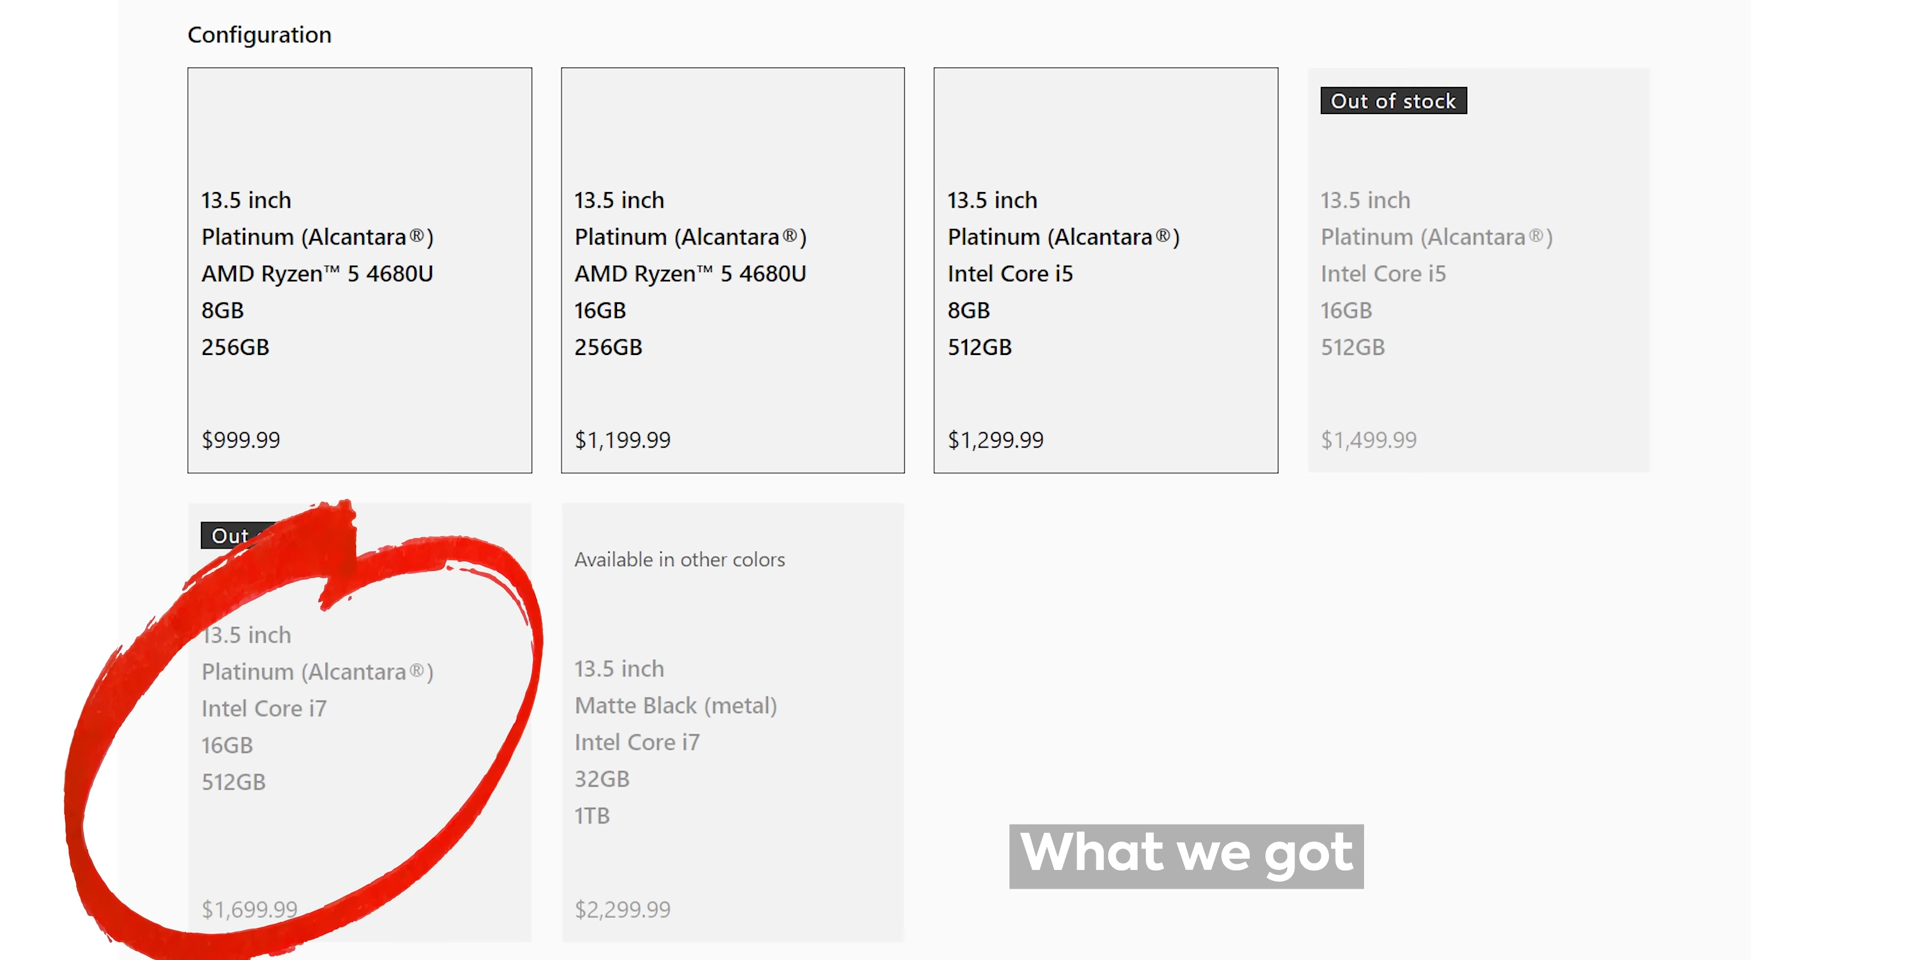 Configuration
13.5 inch
Platinum (Alcantara®)
AMD Ryzen™ 5 4680U
8GB
256GB
$999.99
13.5 inch
Platinum (Alcantara®)
AMD Ryzen™ 5 4680U
16GB
256GB
$1,199.99
13.5 inch
Platinum (Alcantara®)
Intel Core i5
8GB
512GB
$1,299.99
Out of stock
13.5 inch
Platinum (Alcantara®)
Intel Core i5
16GB
512GB
$1,499.99
Out
13.5 inch
Platinum (Alcantara®)
Intel Core i7
16GB
512GB
$1,699.99
Available in other colors
13.5 inch
Matte Black (metal)
Intel Core i7
32GB
1TB
$2,299.99
What we got